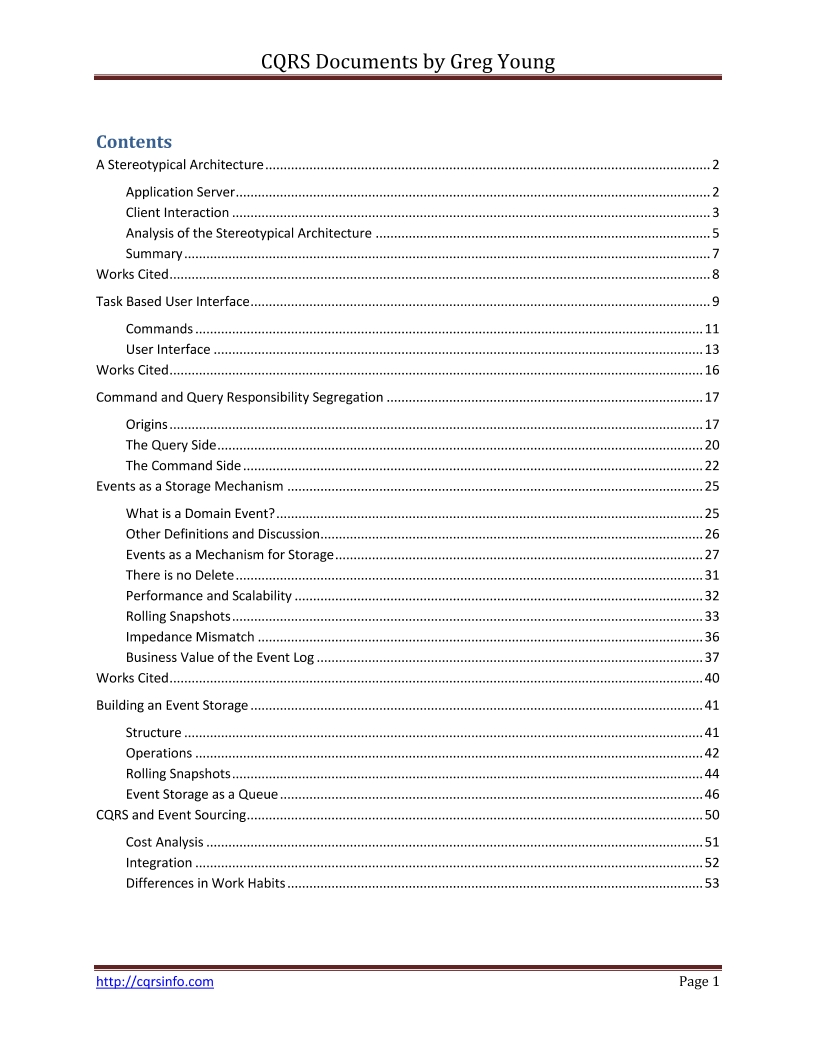 CQRS Documents by Greg Young
Contents
A Stereotypical Architecture 2
Application Server 2
Client Interaction 3
Analysis of the Stereotypical Architecture 5
Summary 7
Works Cited 8
Task Based User Interface 9
Commands 11
User Interface 13
Works Cited 16
Command and Query Responsibility Segregation 17
Origins 17
The Query Side 20
The Command Side 22
Events as a Storage Mechanism 25
What is a Domain Event? 25
Other Definitions and Discussion 26
Events as a Mechanism for Storage 27
There is no Delete 31
Performance and Scalability 32
Rolling Snapshots 33
Impedance Mismatch 36
Business Value of the Event Log 37
Works Cited 40
Building an Event Storage 41
Structure 41
Operations 42
Rolling Snapshots 44
Event Storage as a Queue 46
CQRS and Event Sourcing 50
Cost Analysis 51
Integration 52
Differences in Work Habits 53
http://cqrsinfo.com Page 1